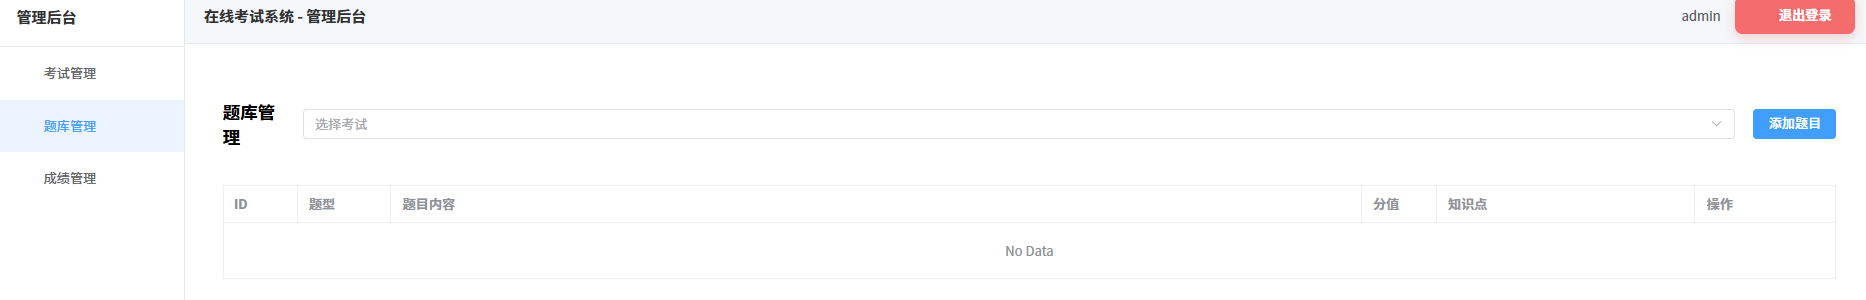 管理后台
在线考试系统 - 管理后台
admin
退出登录
考试管理
题库管理
成绩管理
题库管
理
选择考试
添加题目
ID
题型
题目内容
分值
知识点
操作
No Data